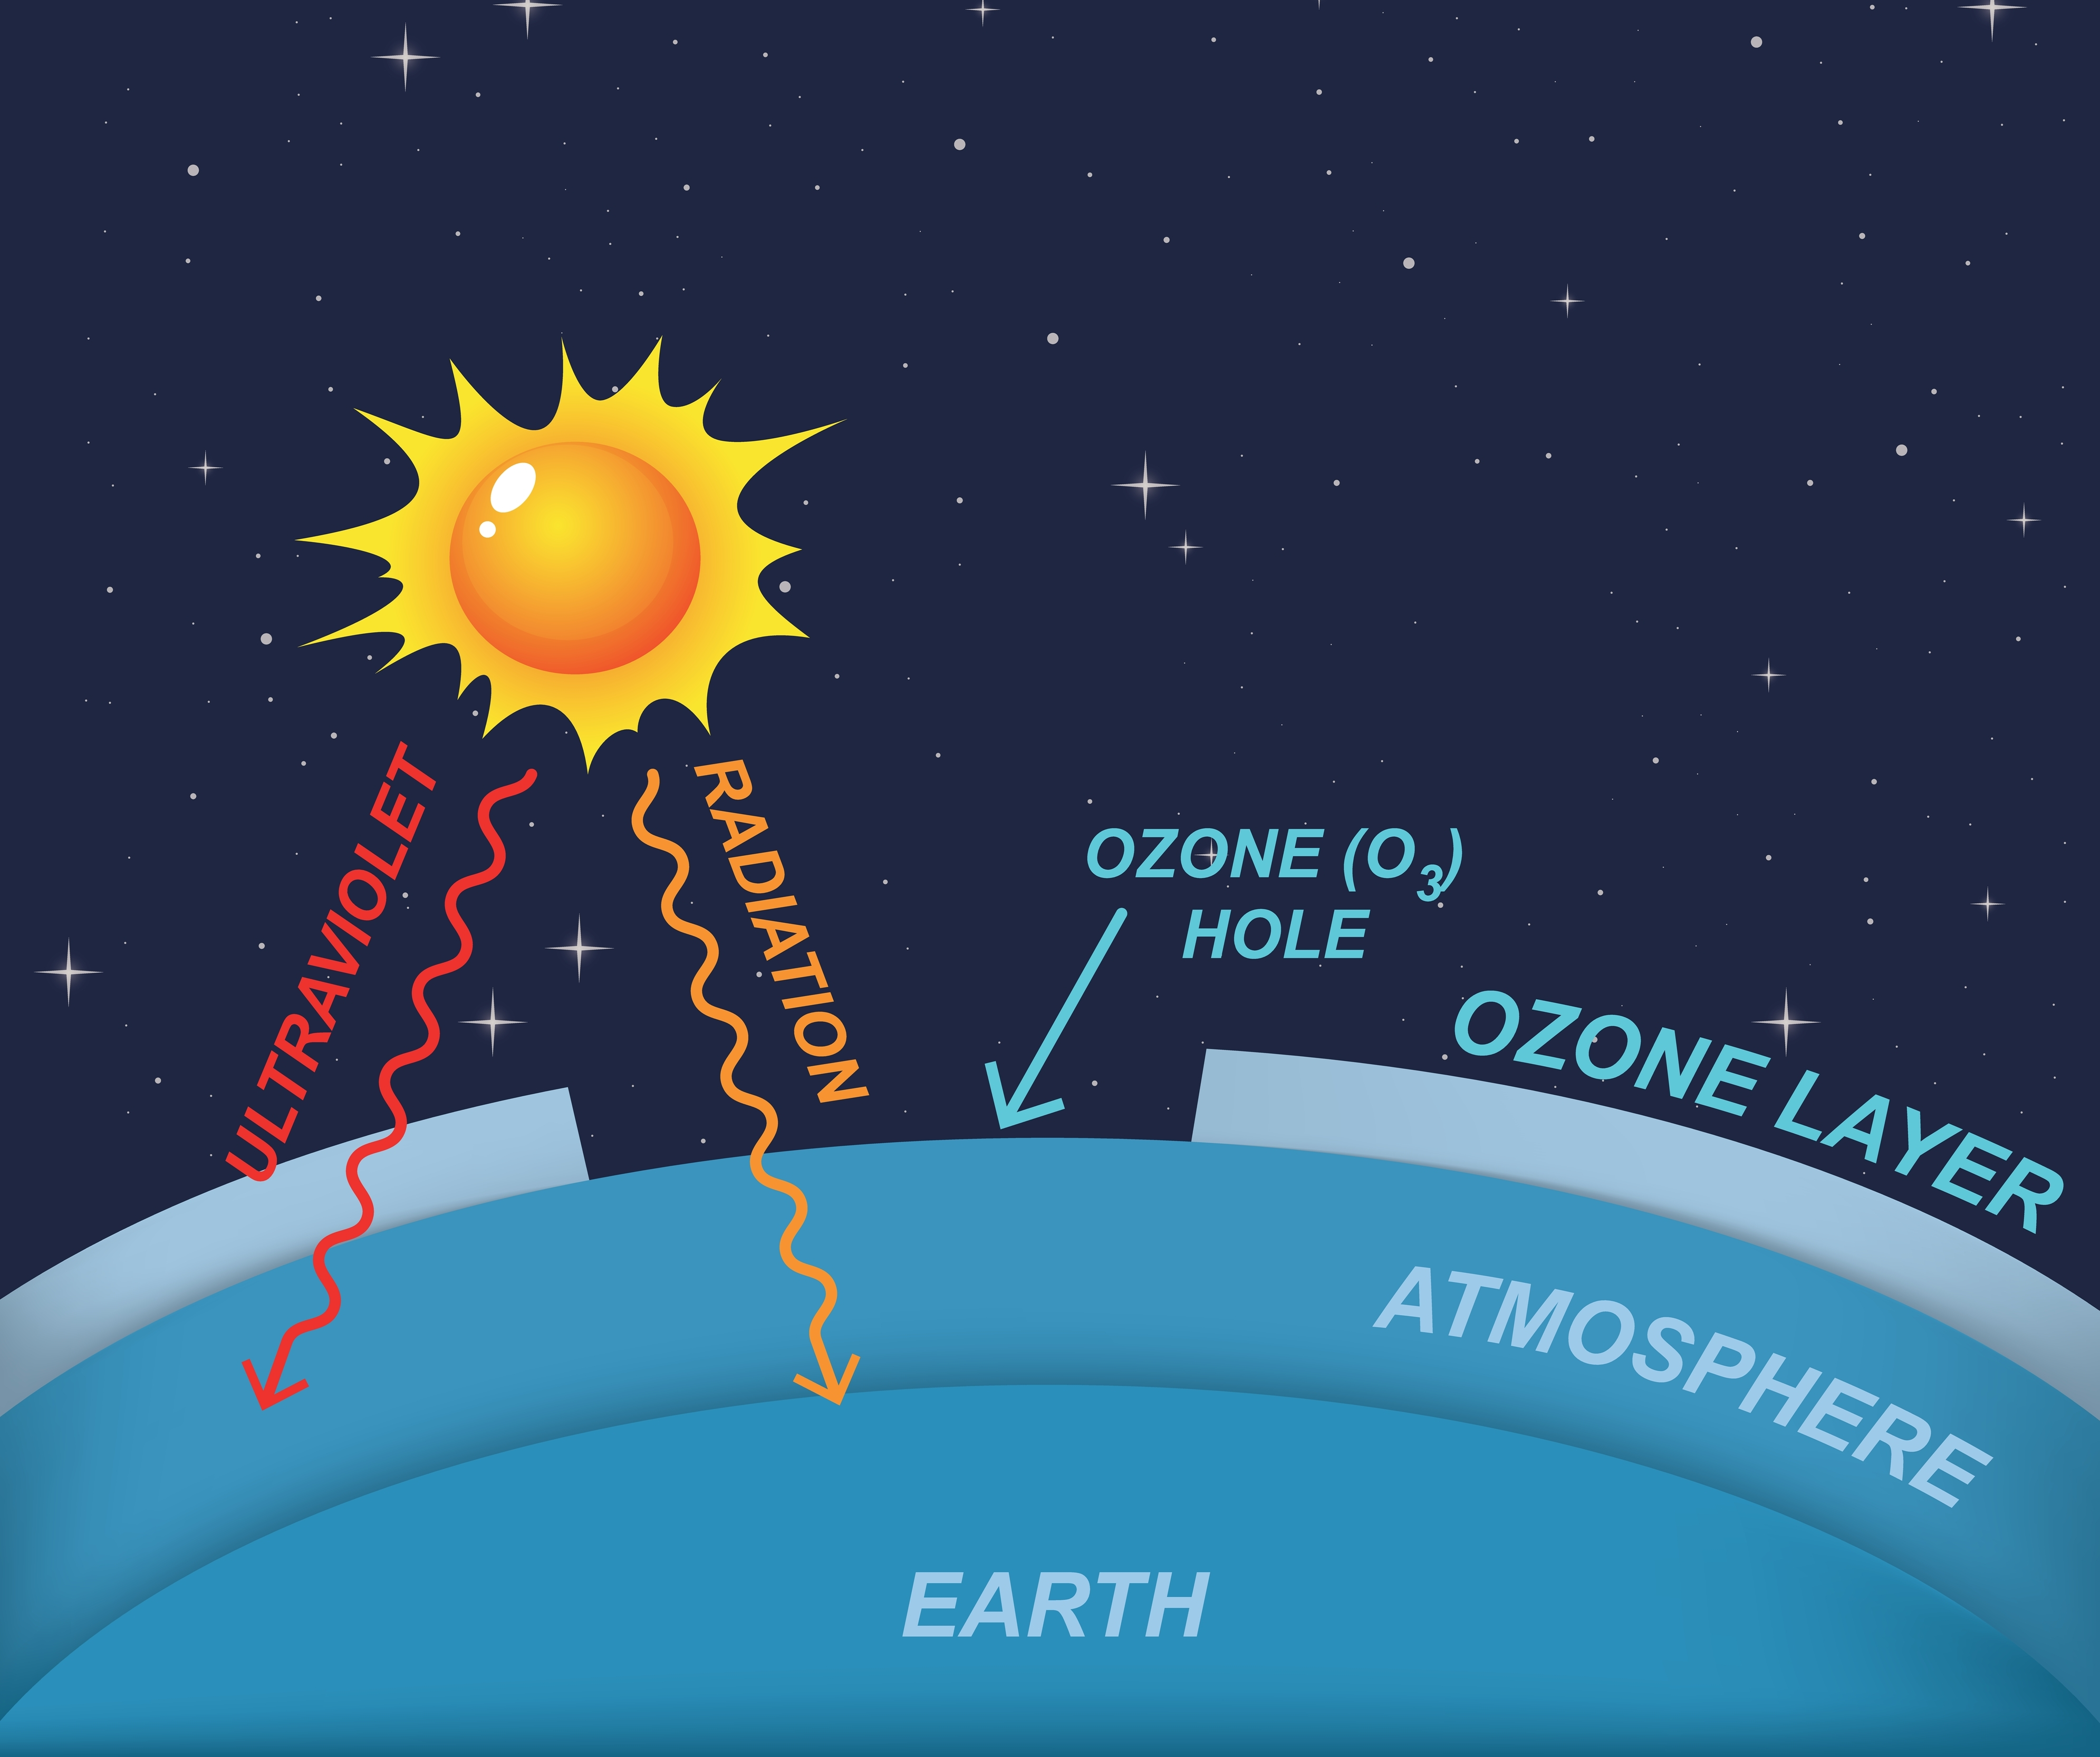 ULTRAVIOLET
RADIATION
OZONE (O₃)
HOLE
OZONE LAYER
ATMOSPHERE
EARTH